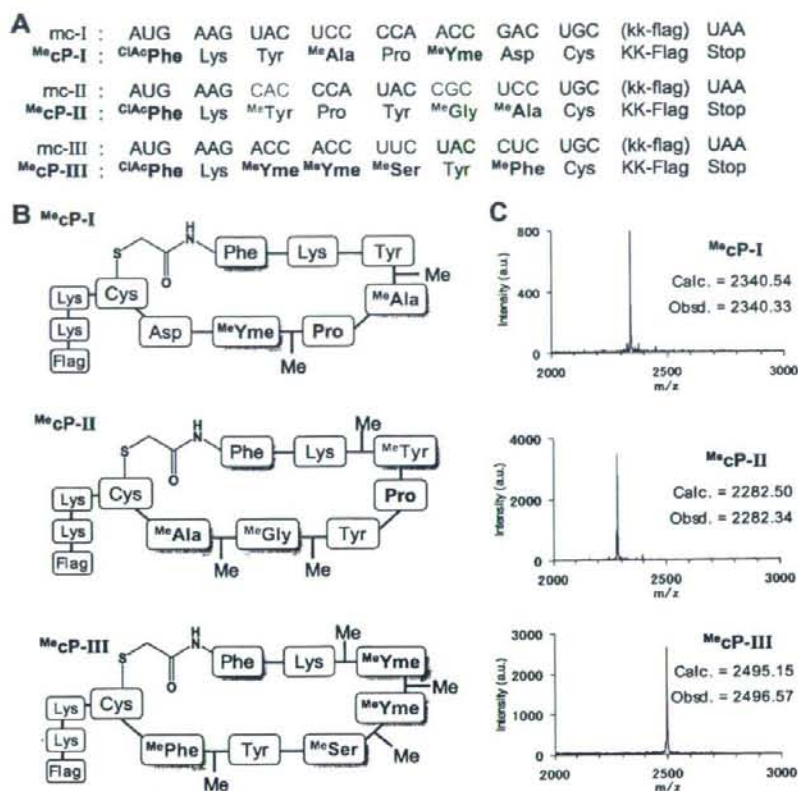 A
mc-I : AUG AAG UAC UCC CCA ACC GAC UGC (kk-flag) UAA
MecP-I : ClAcPhe Lys Tyr MeAla Pro MeYme Asp Cys KK-Flag Stop
mc-II : AUG AAG CAC CCA UAC CGC UCC UGC (kk-flag) UAA
MecP-II : ClAcPhe Lys MeTyr Pro Tyr MeGly MeAla Cys KK-Flag Stop
mc-III : AUG AAG ACC ACC UUC UAC CUC UGC (kk-flag) UAA
MecP-III : ClAcPhe Lys MeYme MeYme MeSer Tyr MePhe Cys KK-Flag Stop
B
MecP-I
H
N
S
O
Phe Lys Tyr
Me
Lys Cys MeAla
Lys
Asp MeYme Pro
Flag
Me
MecP-II
H
N
S
O
Me
Phe Lys MeTyr
Lys Cys Pro
Lys
MeAla MeGly Tyr
Flag
Me Me
MecP-III
H
N
S
O
Me
Phe Lys MeYme
Me
Lys Cys MeYme
Lys
MePhe Tyr MeSer
Me
Flag
Me
C
800
400
0
Intensity (a.u.)
MecP-I
Calc. = 2340.54
Obsd. = 2340.33
2000 2500 3000
m/z
4000
2000
0
Intensity (a.u.)
MecP-II
Calc. = 2282.50
Obsd. = 2282.34
2000 2500 3000
m/z
3000
2000
1000
0
Intensity (a.u.)
MecP-III
Calc. = 2495.15
Obsd. = 2496.57
2000 2500 3000
m/z